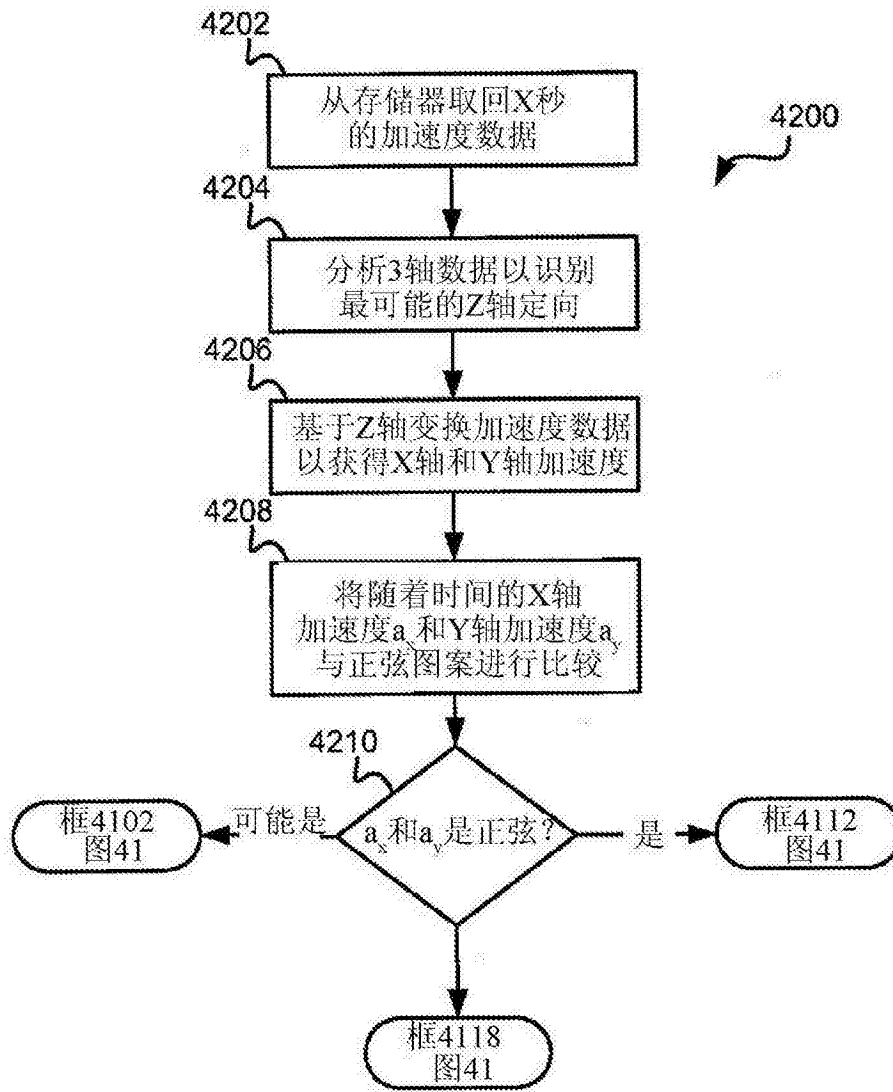 4202
从存储器取回X秒
的加速度数据
4200
4204
分析3轴数据以识别
最可能的Z轴定向
4206
基于Z轴变换加速度数据
以获得X轴和Y轴加速度
4208
将随着时间的X轴
加速度aₓ和Y轴加速度a_y
与正弦图案进行比较
4210
框4102
图41
可能是
aₓ和a_y是正弦?
是
框4112
图41
框4118
图41